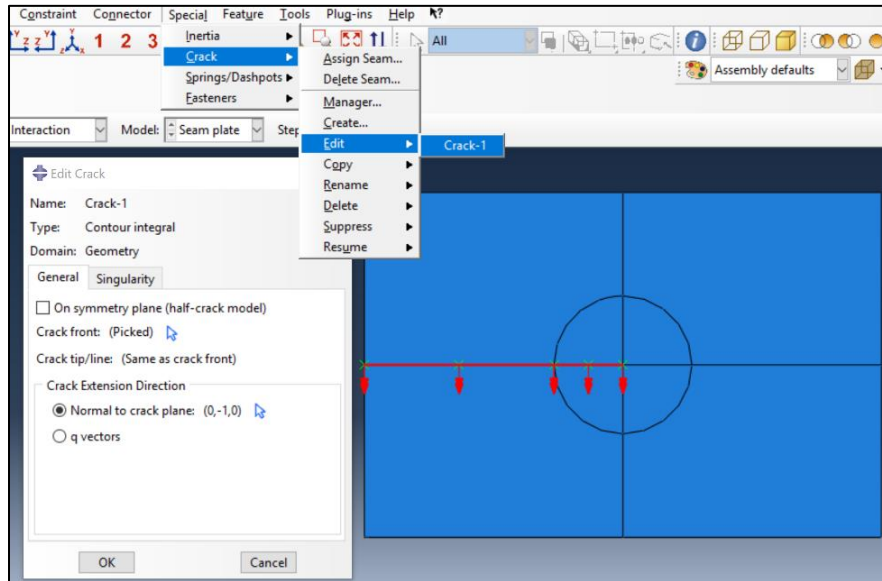 Constraint Connector Special Feature Tools Plug-ins Help
1 2 3
All
Inertia
Crack
Springs/Dashpots
Fasteners
Assign Seam...
Delete Seam...
Manager...
Create...
Edit
Copy
Rename
Delete
Suppress
Resume
Crack-1
Assembly defaults
Interaction Model: Seam plate Step
Edit Crack
Name: Crack-1
Type: Contour integral
Domain: Geometry
General Singularity
On symmetry plane (half-crack model)
Crack front: (Picked)
Crack tip/line: (Same as crack front)
Crack Extension Direction
Normal to crack plane: (0,-1,0)
q vectors
OK Cancel